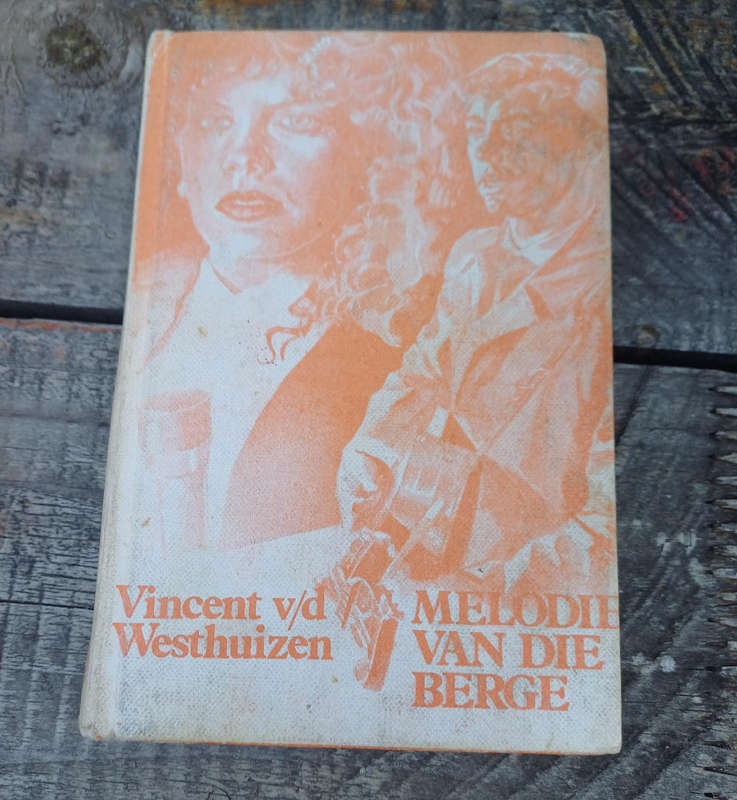 Vincent v/d
Westhuizen
MELODIE
VAN DIE
BERGE